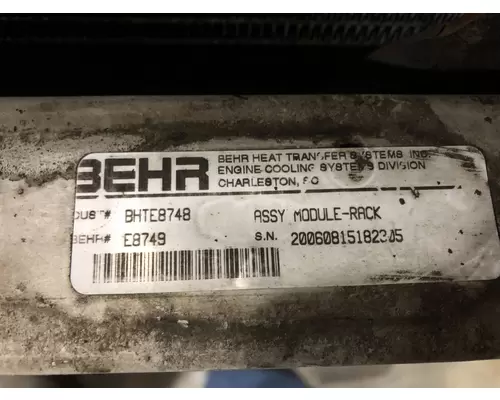 BEHR
BEHR HEAT TRANSFER SYSTEMS INC.
ENGINE COOLING SYSTEMS DIVISION
CHARLESTON, SC
CUST# BHTE8748 ASSY MODULE-RACK
BEHR# E8749 S.N. 20060815182305